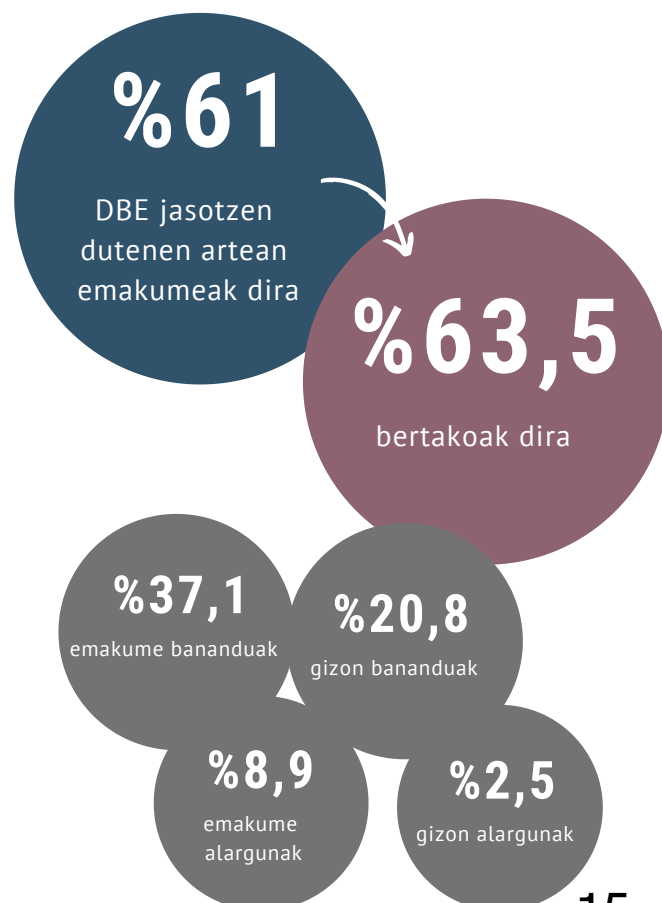 %61
DBE jasotzen
dutenen artean
emakumeak dira
%63,5
bertakoak dira
%37,1
emakume bananduak
%20,8
gizon bananduak
%8,9
emakume
alargunak
%2,5
gizon alargunak
15